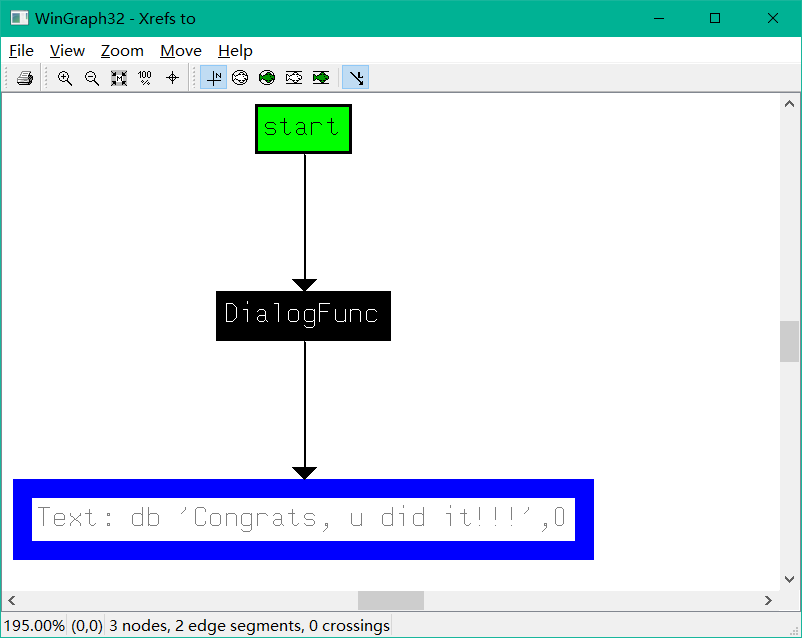 WinGraph32 - Xrefs to
File View Zoom Move Help
100 %
N
start
DialogFunc
Text: db 'Congrats, u did it!!!',0
195.00% (0,0) 3 nodes, 2 edge segments, 0 crossings